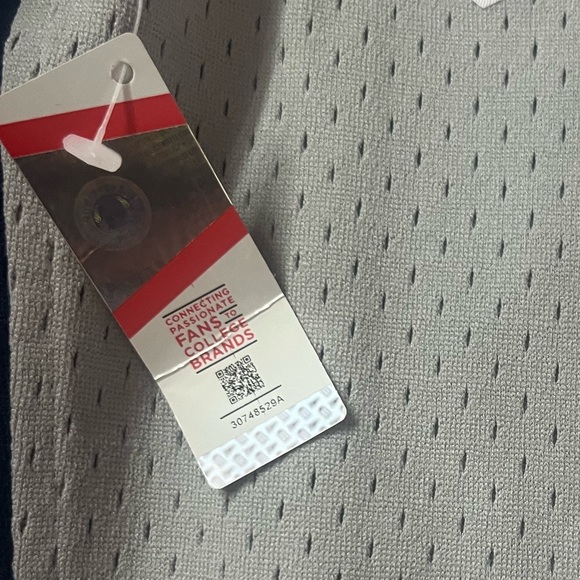 CONNECTING
PASSIONATE
FANS TO
COLLEGE
BRANDS
30748529A